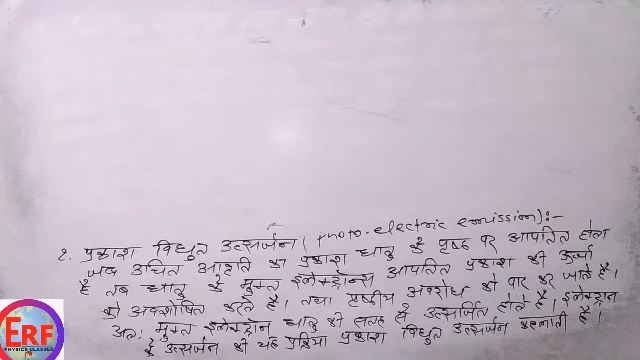 2. प्रकाश विद्युत उत्सर्जन (photo-electric emission):-
जब उचित आवृति का प्रकाश धातु के पृष्ठ पर आपतित होता
है तब धातु के मुक्त इलेक्ट्रोन्स आपतित प्रकाश की ऊर्जा
को अवशोषित करते है। तथा पृष्ठीय अवरोध को पार कर जाते है।
अतः मुक्त इलेक्ट्रोन धातु की सतह से उत्सर्जित होते है। इलेक्ट्रोन
के उत्सर्जन की यह प्रक्रिया प्रकाश विद्युत उत्सर्जन कहलाती है।
ERF
PHYSICS CLASSES